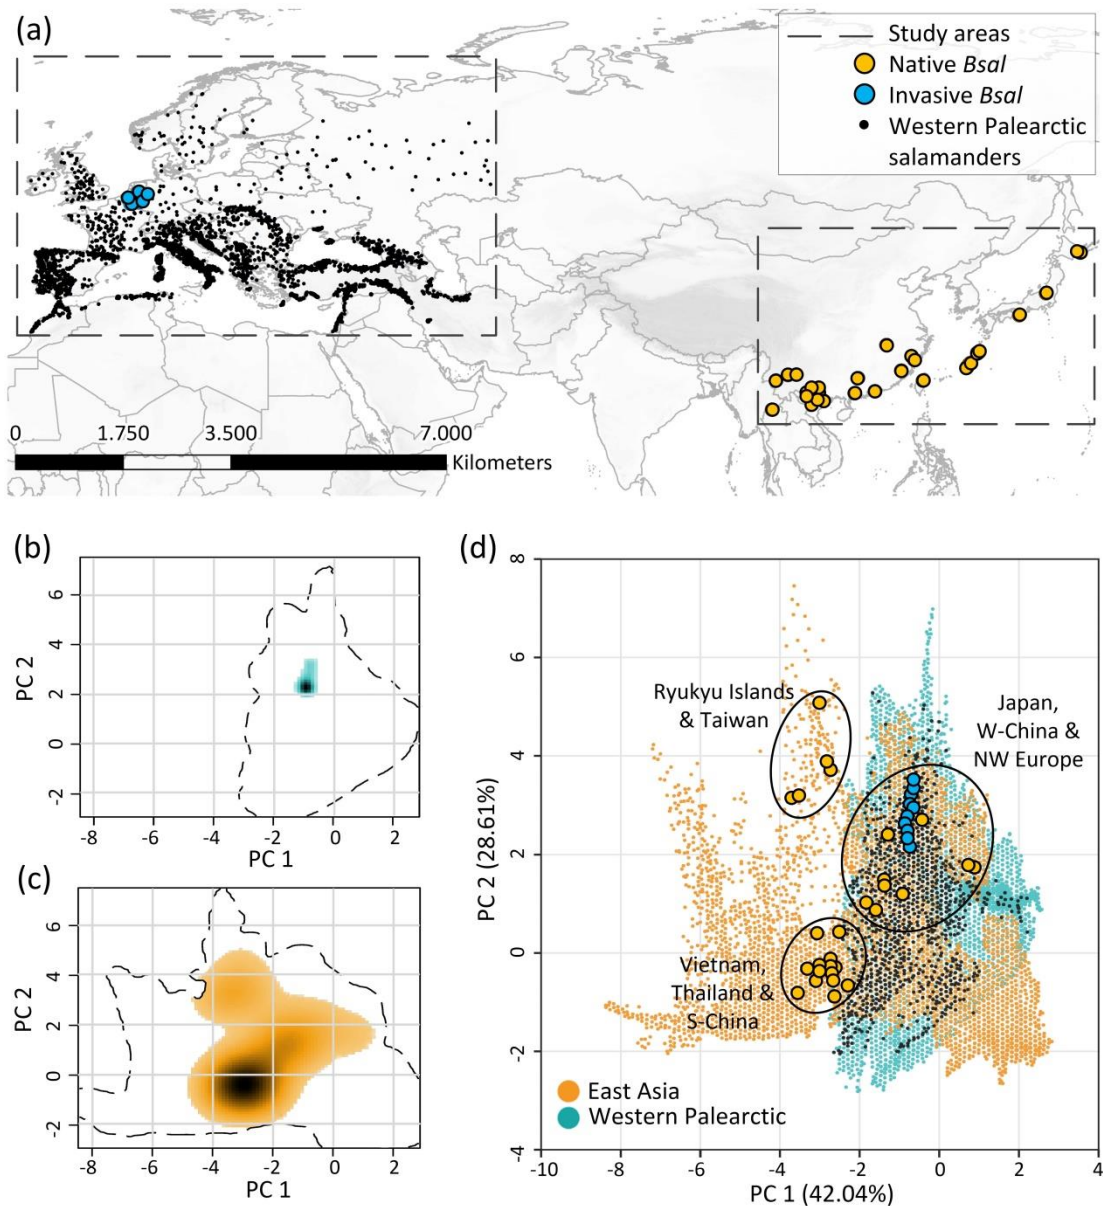 (a)
Study areas
Native Bsal
Invasive Bsal
Western Palearctic
salamanders
0 1.750 3.500 7.000
Kilometers
(b)
6
4
2
0
-2
PC 2
-8 -6 -4 -2 0 2
PC 1
(c)
6
4
2
0
-2
PC 2
-8 -6 -4 -2 0 2
PC 1
(d)
8
6
4
2
0
-2
-4
PC 2 (28.61%)
Ryukyu Islands
& Taiwan
Japan,
W-China &
NW Europe
Vietnam,
Thailand &
S-China
East Asia
Western Palearctic
-10 -8 -6 -4 -2 0 2 4
PC 1 (42.04%)